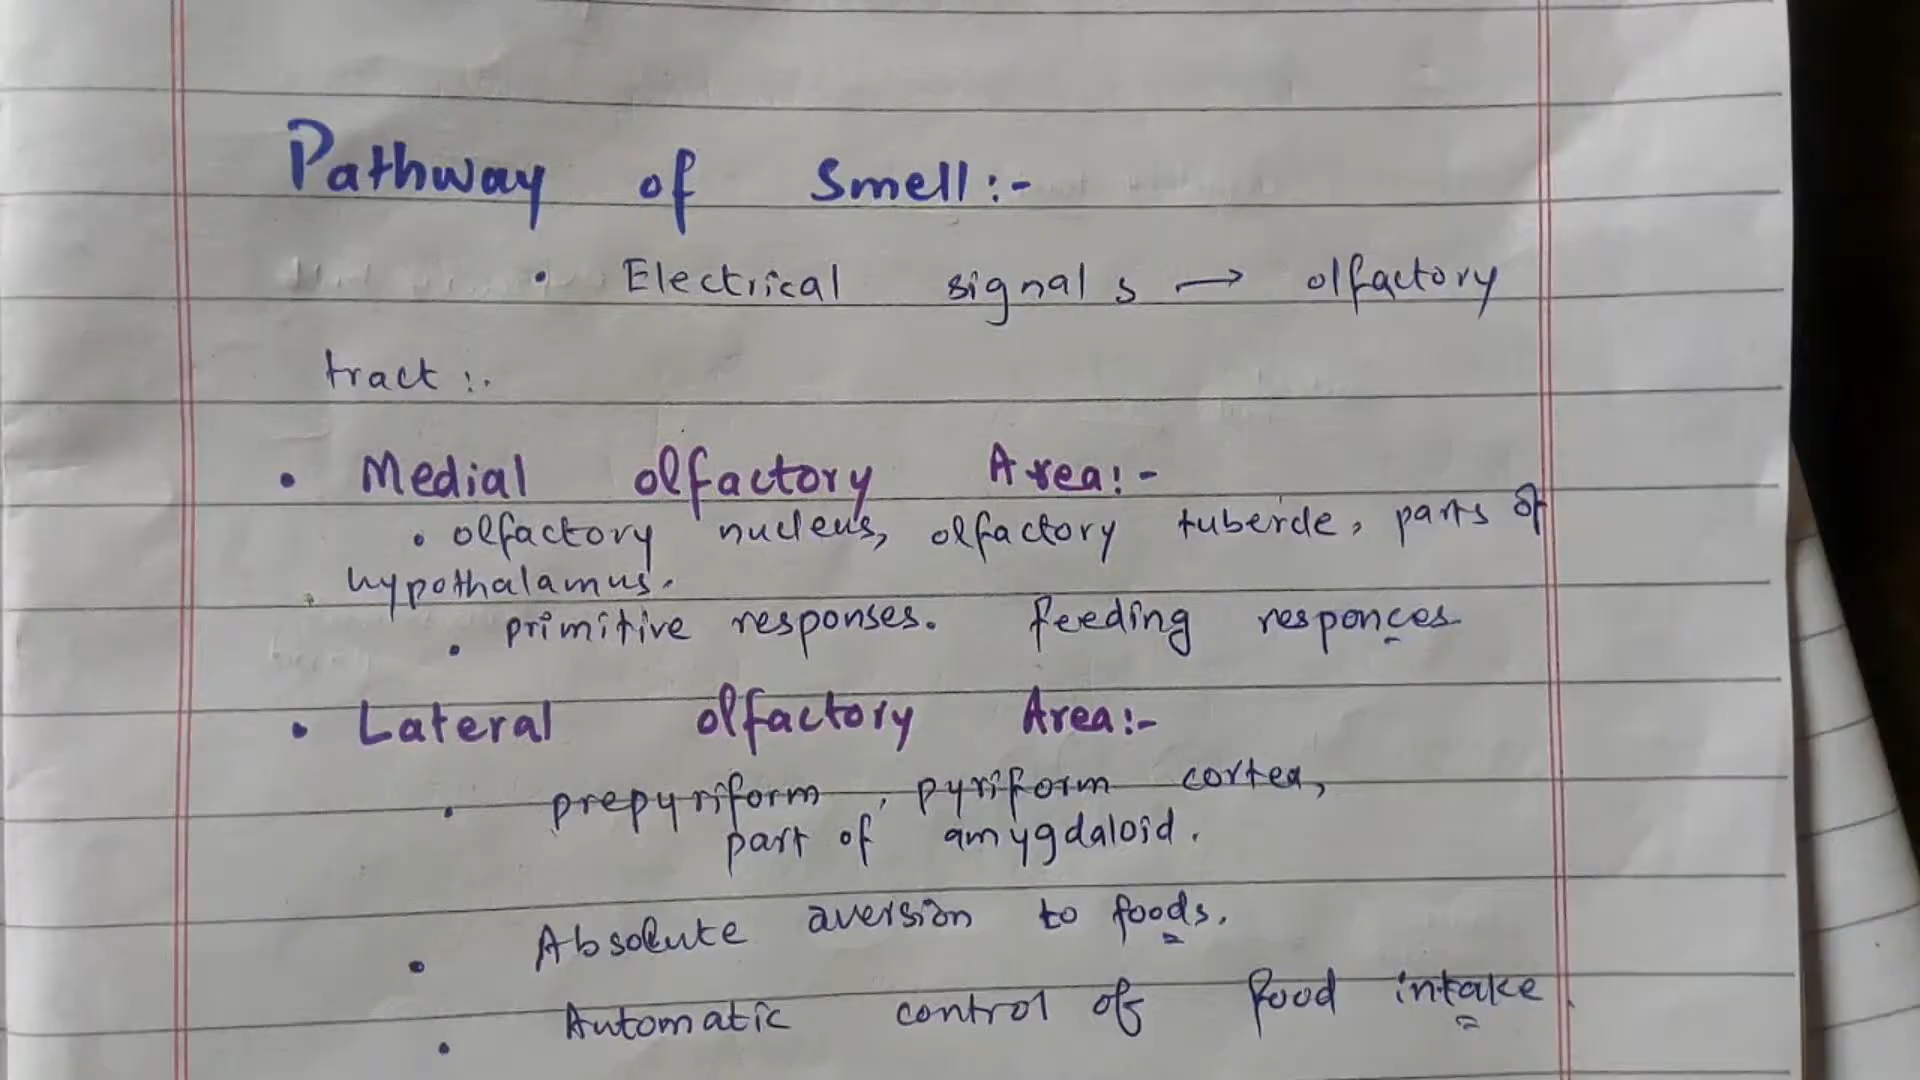 Pathway of Smell:-
• Electrical signals → olfactory
tract :.
• Medial olfactory Area:-
• olfactory nucleus, olfactory tubercle, parts of
hypothalamus.
• primitive responses. feeding responces
• Lateral olfactory Area:-
• prepyriform, pyriform cortex,
part of amygdaloid.
• Absolute aversion to foods.
• Automatic control of food intake.